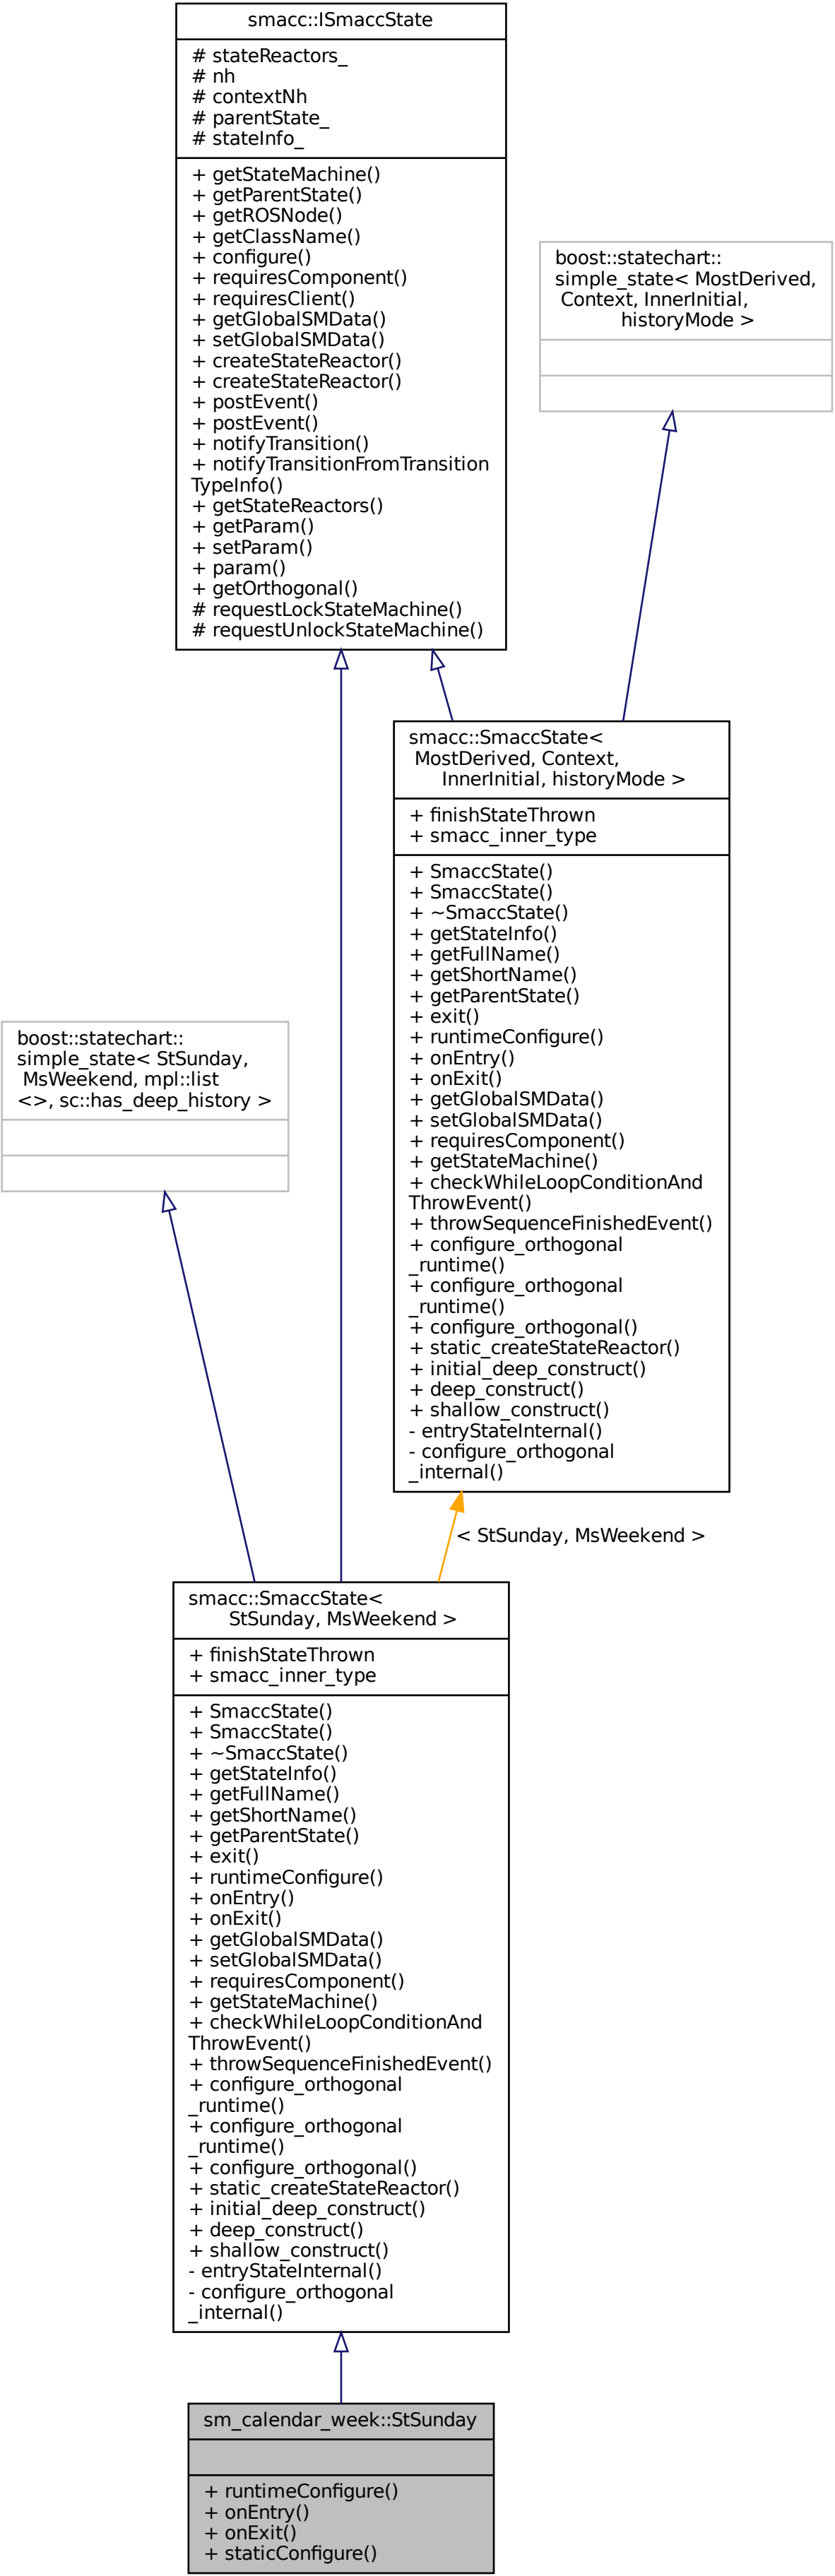 smacc::ISmaccState
# stateReactors_
# nh
# contextNh
# parentState_
# stateInfo_
+ getStateMachine()
+ getParentState()
+ getROSNode()
+ getClassName()
+ configure()
+ requiresComponent()
+ requiresClient()
+ getGlobalSMData()
+ setGlobalSMData()
+ createStateReactor()
+ createStateReactor()
+ postEvent()
+ postEvent()
+ notifyTransition()
+ notifyTransitionFromTransition
TypeInfo()
+ getStateReactors()
+ getParam()
+ setParam()
+ param()
+ getOrthogonal()
# requestLockStateMachine()
# requestUnlockStateMachine()
boost::statechart::
simple_state< MostDerived,
Context, InnerInitial,
historyMode >
smacc::SmaccState<
MostDerived, Context,
InnerInitial, historyMode >
+ finishStateThrown
+ smacc_inner_type
+ SmaccState()
+ SmaccState()
+ ~SmaccState()
+ getStateInfo()
+ getFullName()
+ getShortName()
+ getParentState()
+ exit()
+ runtimeConfigure()
+ onEntry()
+ onExit()
+ getGlobalSMData()
+ setGlobalSMData()
+ requiresComponent()
+ getStateMachine()
+ checkWhileLoopConditionAnd
ThrowEvent()
+ throwSequenceFinishedEvent()
+ configure_orthogonal
_runtime()
+ configure_orthogonal
_runtime()
+ configure_orthogonal()
+ static_createStateReactor()
+ initial_deep_construct()
+ deep_construct()
+ shallow_construct()
- entryStateInternal()
- configure_orthogonal
_internal()
boost::statechart::
simple_state< StSunday,
MsWeekend, mpl::list
<>, sc::has_deep_history >
< StSunday, MsWeekend >
smacc::SmaccState<
StSunday, MsWeekend >
+ finishStateThrown
+ smacc_inner_type
+ SmaccState()
+ SmaccState()
+ ~SmaccState()
+ getStateInfo()
+ getFullName()
+ getShortName()
+ getParentState()
+ exit()
+ runtimeConfigure()
+ onEntry()
+ onExit()
+ getGlobalSMData()
+ setGlobalSMData()
+ requiresComponent()
+ getStateMachine()
+ checkWhileLoopConditionAnd
ThrowEvent()
+ throwSequenceFinishedEvent()
+ configure_orthogonal
_runtime()
+ configure_orthogonal
_runtime()
+ configure_orthogonal()
+ static_createStateReactor()
+ initial_deep_construct()
+ deep_construct()
+ shallow_construct()
- entryStateInternal()
- configure_orthogonal
_internal()
sm_calendar_week::StSunday
+ runtimeConfigure()
+ onEntry()
+ onExit()
+ staticConfigure()